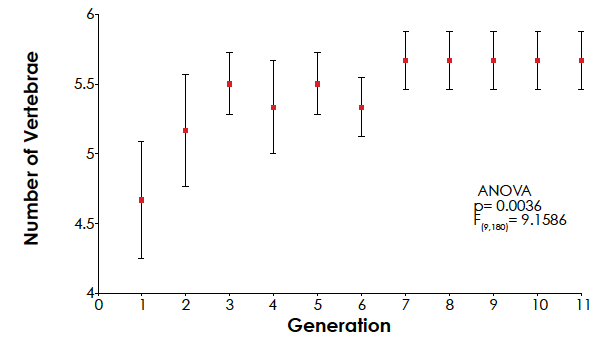 6
5.5
5
4.5
4
Number of Vertebrae
ANOVA
p= 0.0036
F(9,180)= 9.1586
0 1 2 3 4 5 6 7 8 9 10 11
Generation